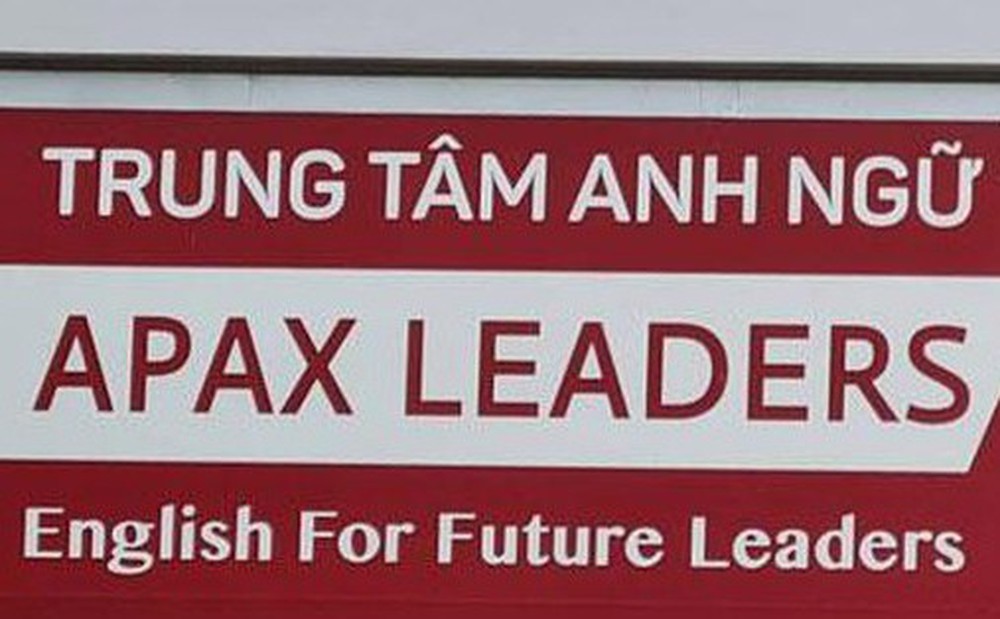 TRUNG TÂM ANH NGỮ
APAX LEADERS
English For Future Leaders